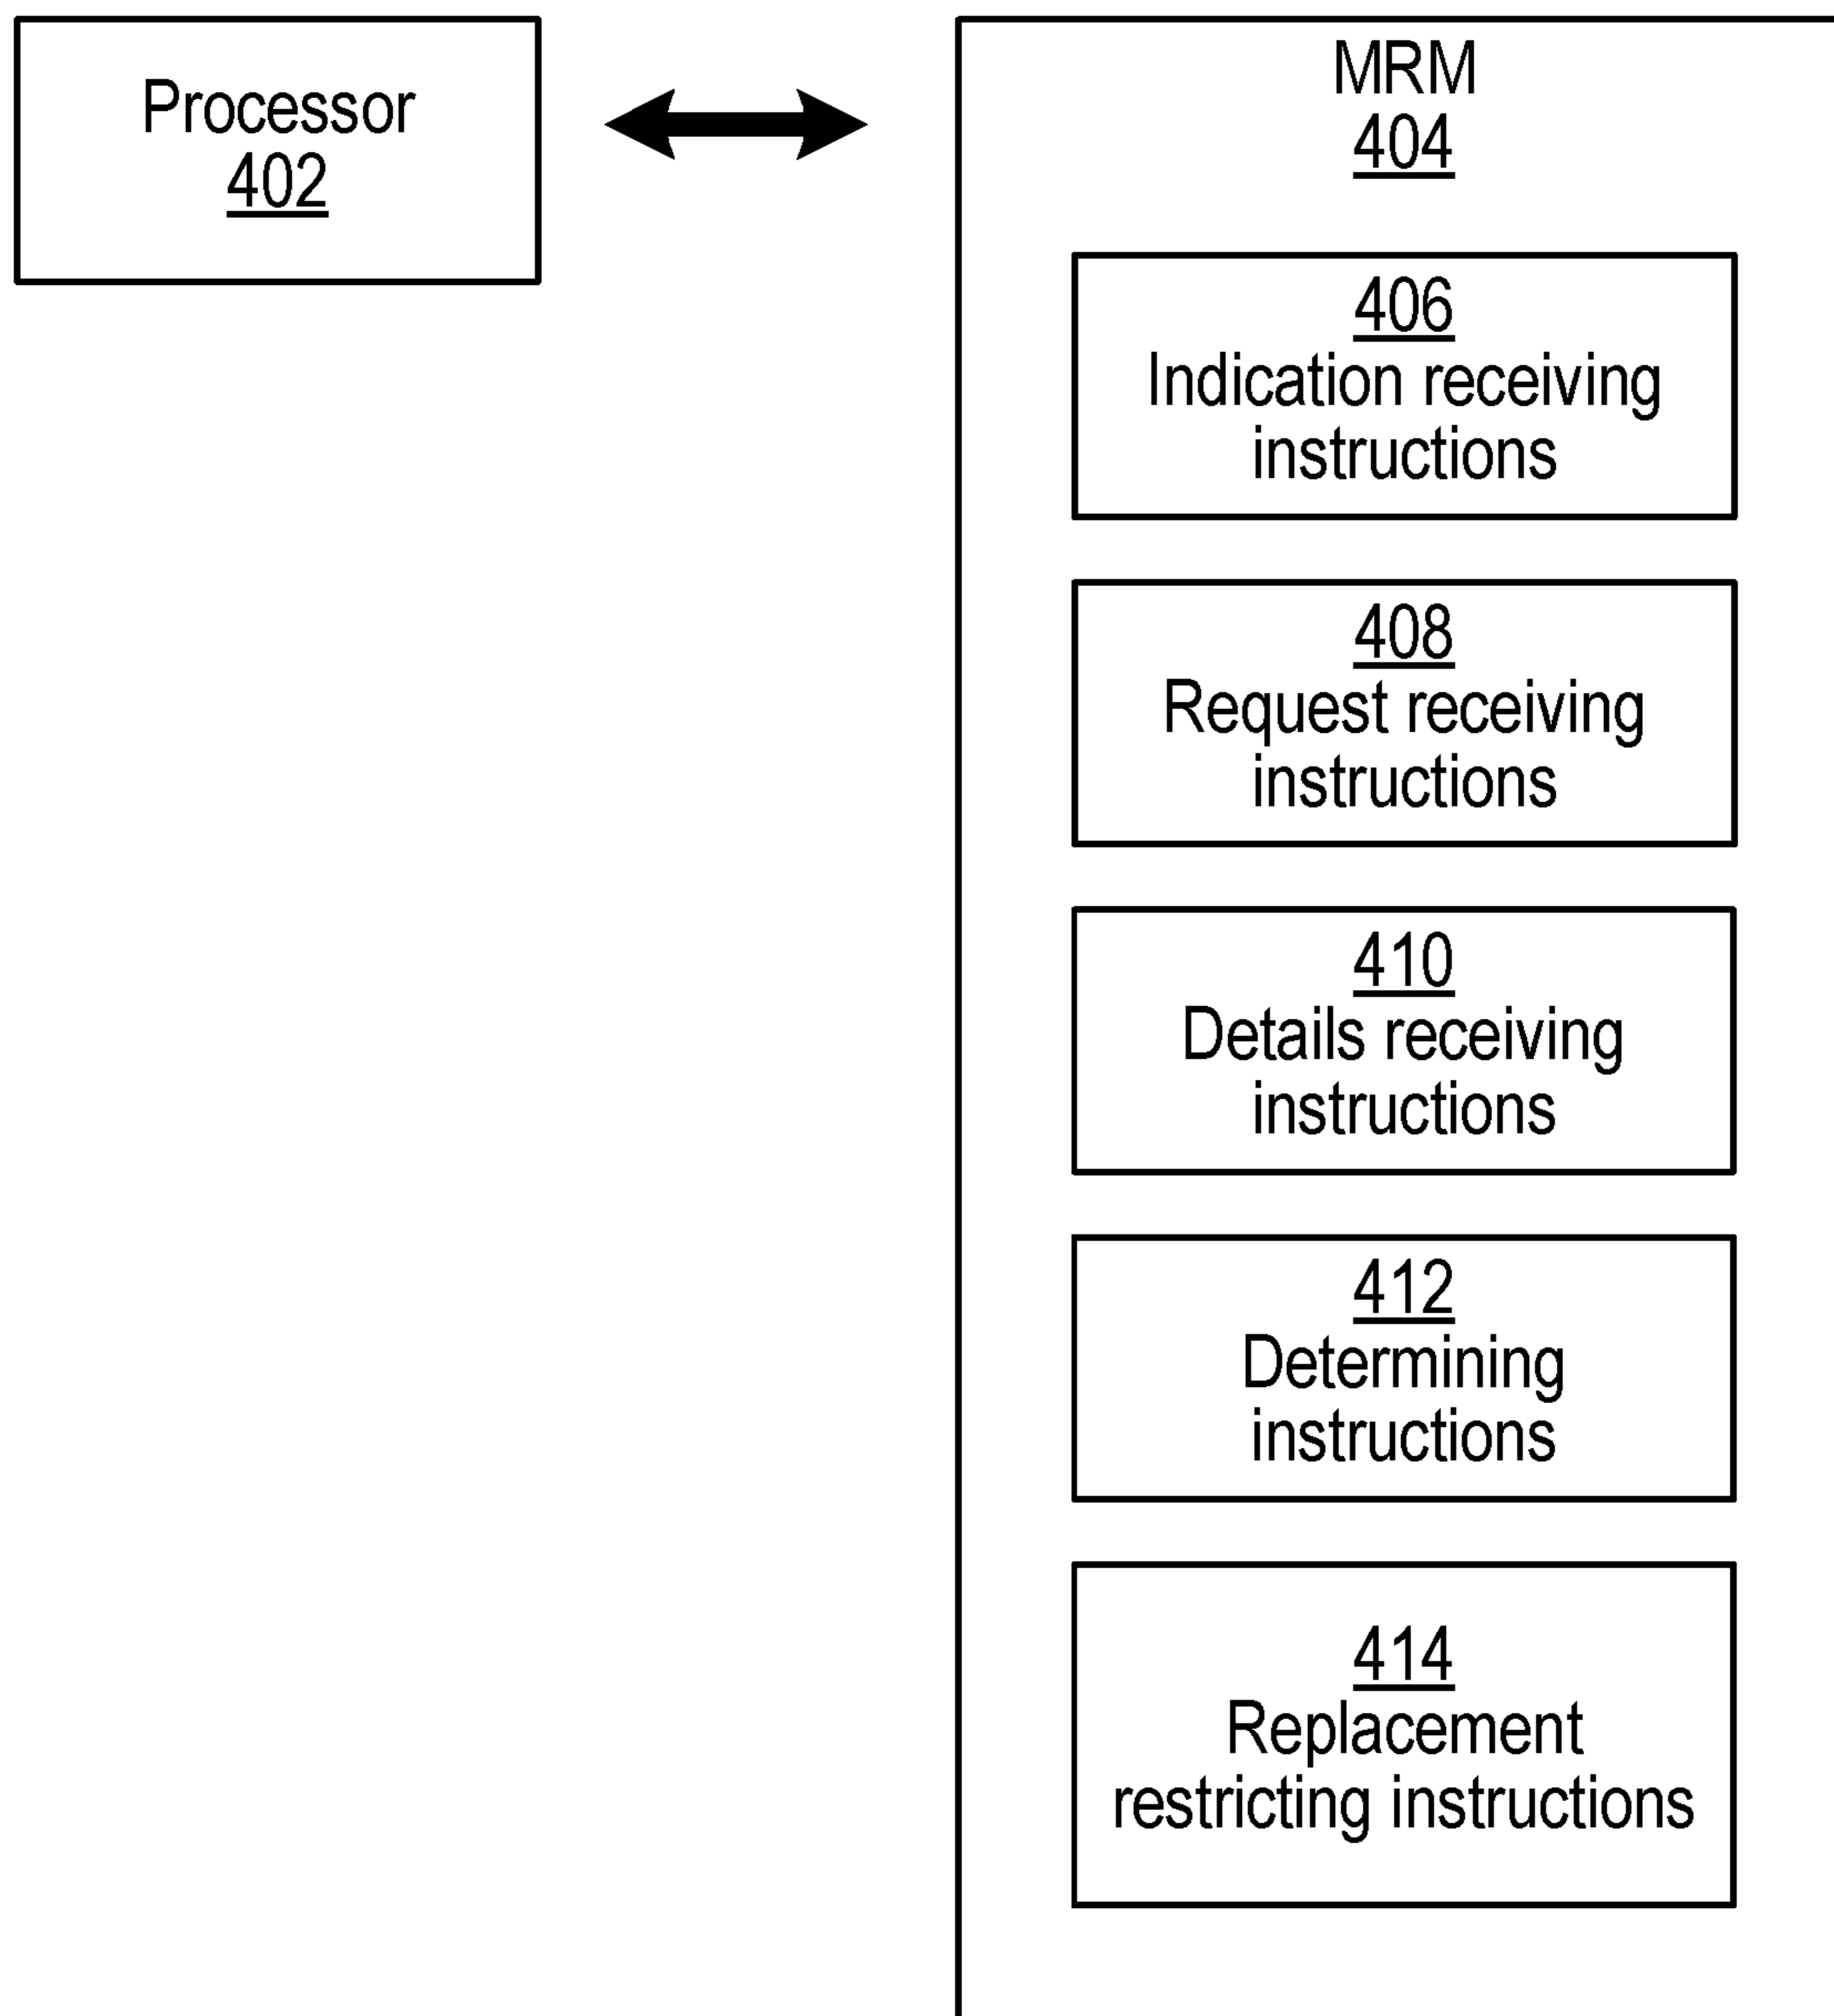 Processor
402
MRM
404
406
Indication receiving
instructions
408
Request receiving
instructions
410
Details receiving
instructions
412
Determining
instructions
414
Replacement
restricting instructions